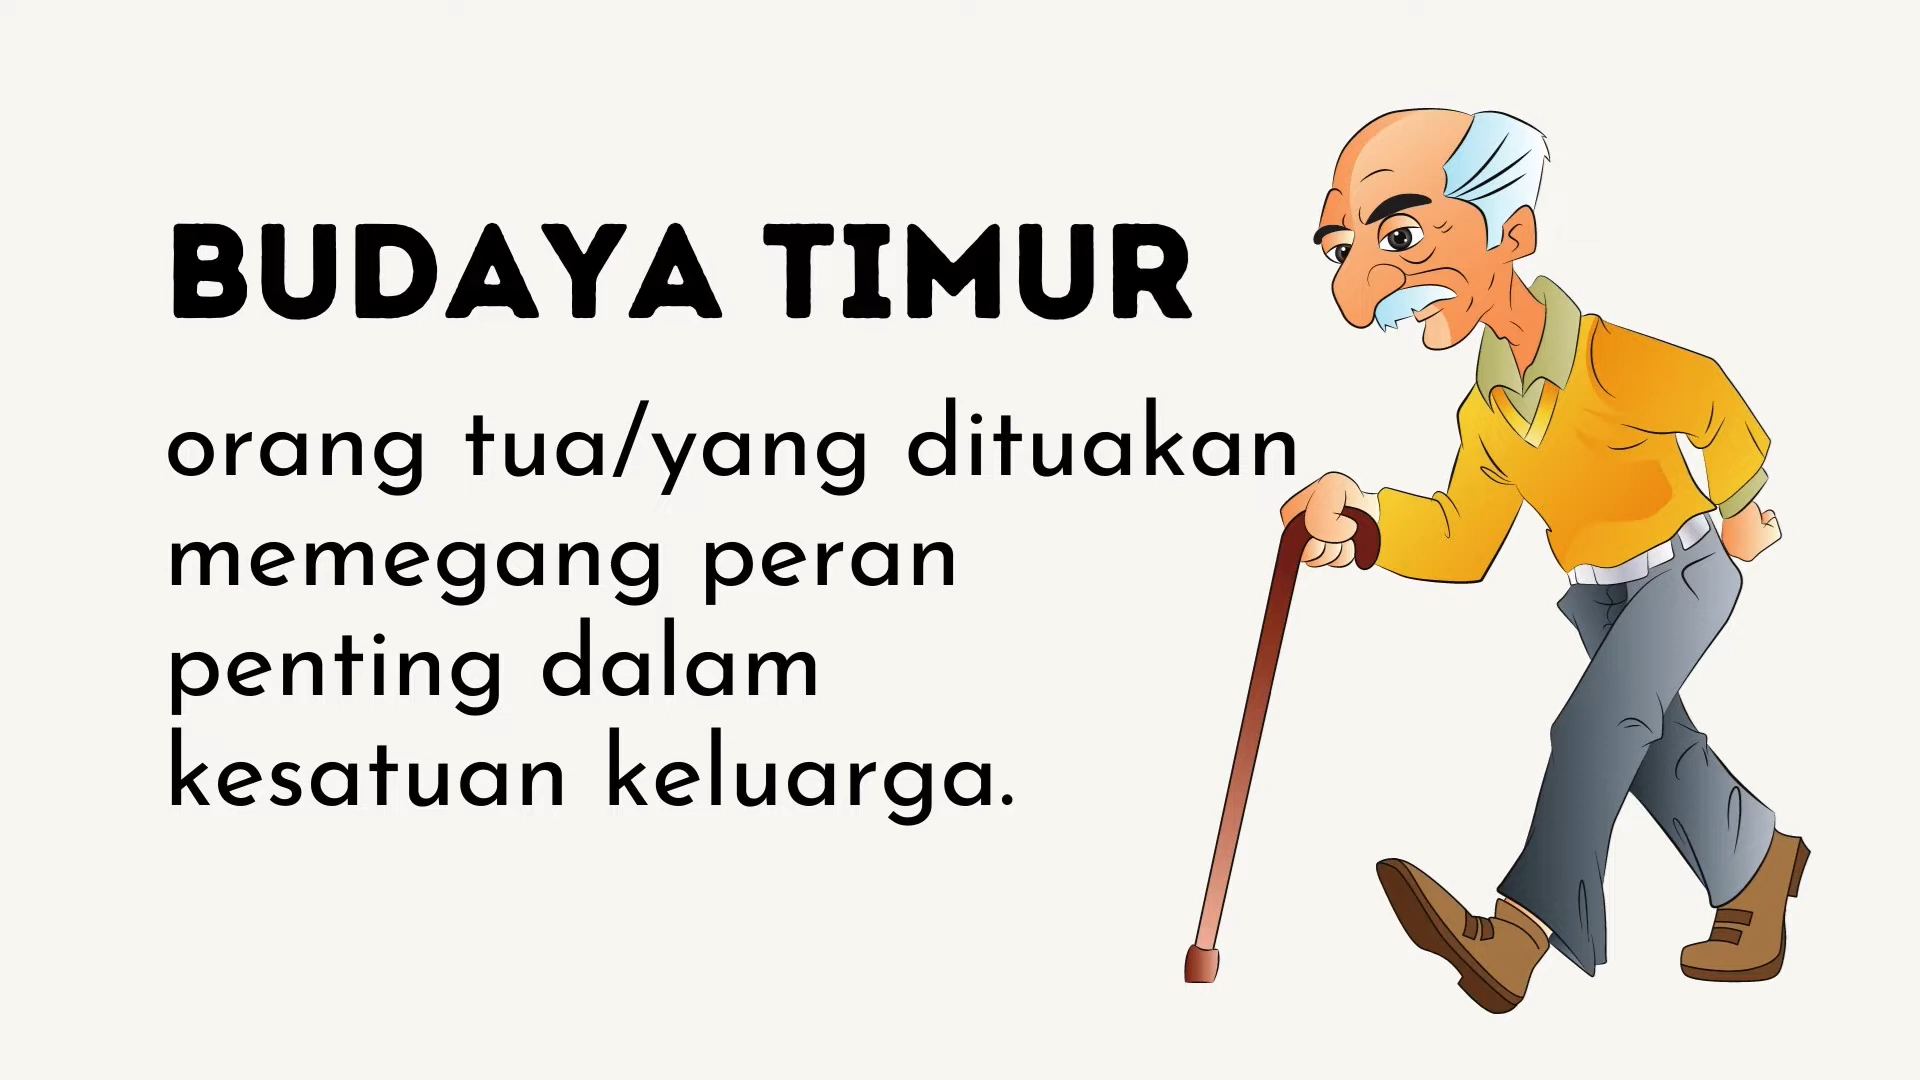 BUDAYA TIMUR
orang tua/yang dituakan
memegang peran
penting dalam
kesatuan keluarga.